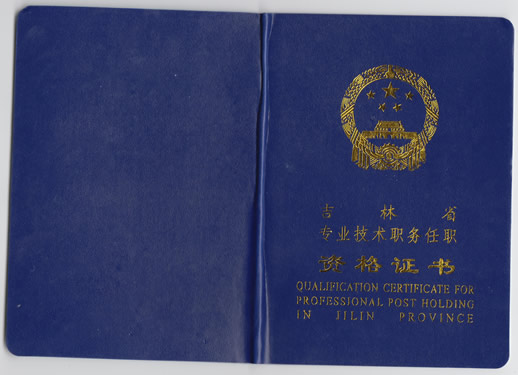 吉林省
专业技术职务任职
资格证书
QUALIFICATION CERTIFICATE FOR
PROFESSIONAL POST HOLDING
IN JILIN PROVINCE